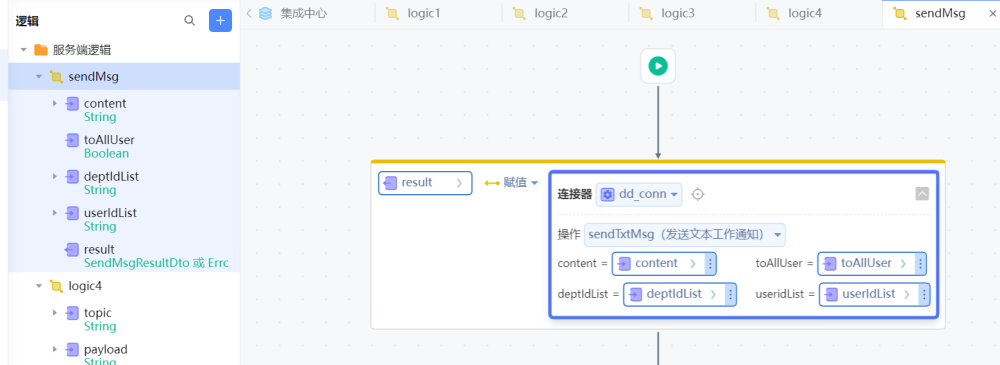 逻辑
集成中心
logic1
logic2
logic3
logic4
sendMsg
服务端逻辑
sendMsg
content
String
toAllUser
Boolean
deptIdList
String
userIdList
String
result
SendMsgResultDto 或 Errc
logic4
topic
String
payload
String
result
赋值
连接器 dd_conn
操作 sendTxtMsg（发送文本工作通知）
content = content
toAllUser = toAllUser
deptIdList = deptIdList
useridList = userIdList